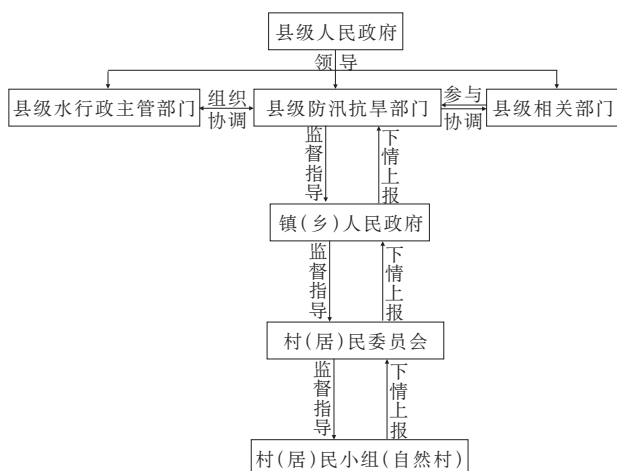 县级人民政府
领导
县级水行政主管部门
组织
协调
县级防汛抗旱部门
参与
协调
县级相关部门
监督指导
下情上报
镇(乡)人民政府
监督指导
下情上报
村(居)民委员会
监督指导
下情上报
村(居)民小组(自然村)